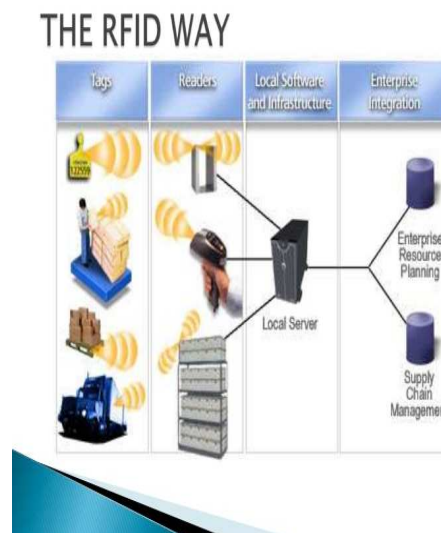 THE RFID WAY
Tags
Readers
Local Software
and Infrastructure
Enterprise
Integration
122559
Local Server
Enterprise
Resource
Planning
Supply
Chain
Managemen